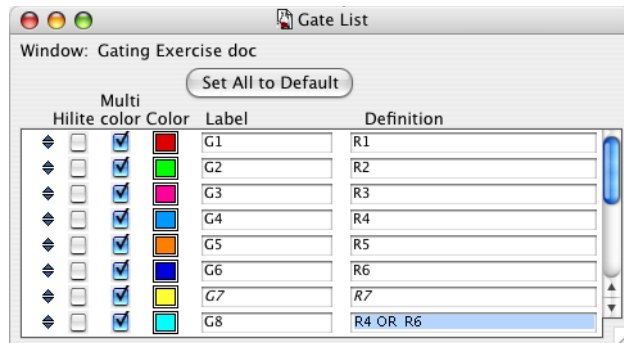 Gate List
Window: Gating Exercise doc
Set All to Default
Multi
Hilite color Color Label Definition
G1 R1
G2 R2
G3 R3
G4 R4
G5 R5
G6 R6
G7 R7
G8 R4 OR R6